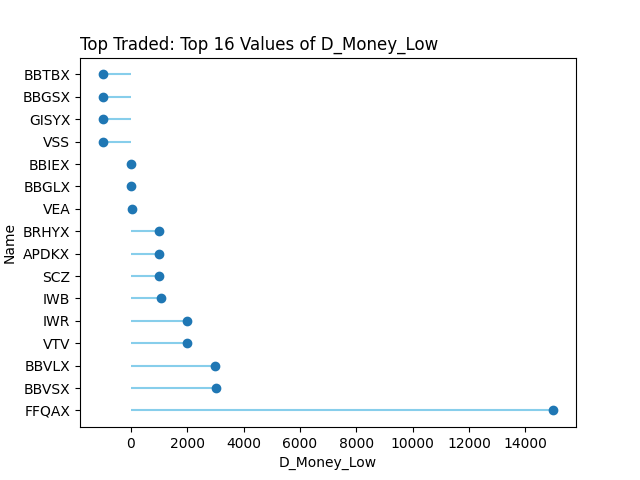 Top Traded: Top 16 Values of D_Money_Low
BBTBX
BBGSX
GISYX
VSS
BBIEX
BBGLX
VEA
BRHYX
APDKX
SCZ
IWB
IWR
VTV
BBVLX
BBVSX
FFQAX
Name
0 2000 4000 6000 8000 10000 12000 14000
D_Money_Low